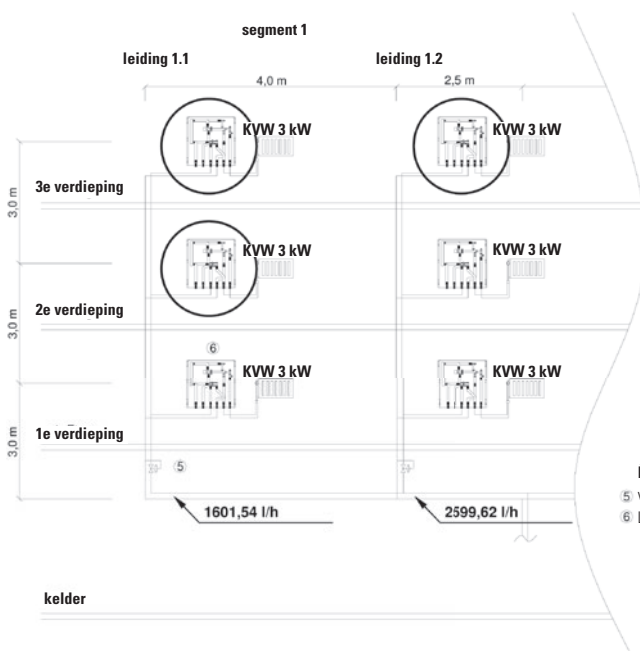 segment 1
leiding 1.1
leiding 1.2
4,0 m
2,5 m
KVW 3 kW
KVW 3 kW
3,0 m
3e verdieping
KVW 3 kW
KVW 3 kW
3,0 m
2e verdieping
6
KVW 3 kW
KVW 3 kW
3,0 m
1e verdieping
5
5
6
1601,54 l/h
2599,62 l/h
kelder